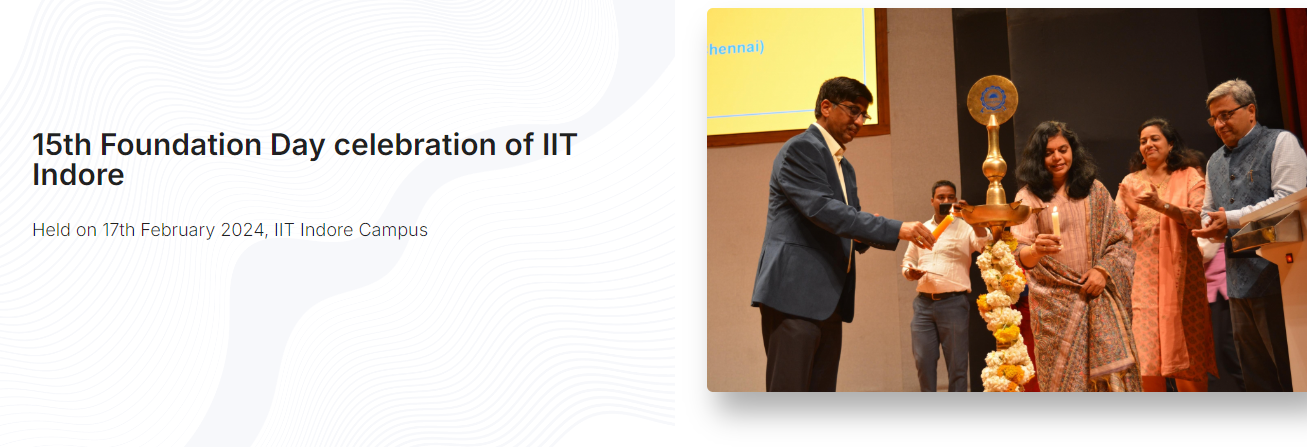 15th Foundation Day celebration of IIT
Indore
Held on 17th February 2024, IIT Indore Campus
hennai)